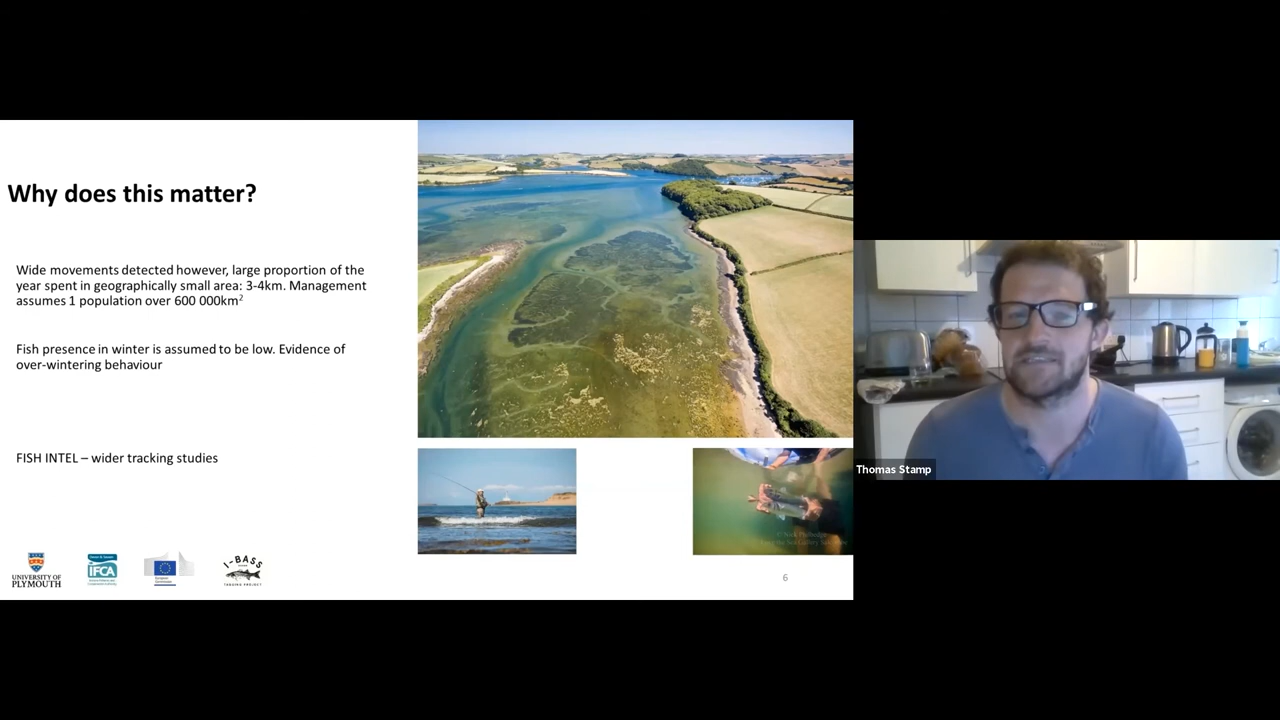 Why does this matter?
Wide movements detected however, large proportion of the
year spent in geographically small area: 3-4km. Management
assumes 1 population over 600 000km²
Fish presence in winter is assumed to be low. Evidence of
over-wintering behaviour
FISH INTEL – wider tracking studies
UNIVERSITY OF
PLYMOUTH
IFCA
I-BASS
TAGGING PROJECT
6
Thomas Stamp